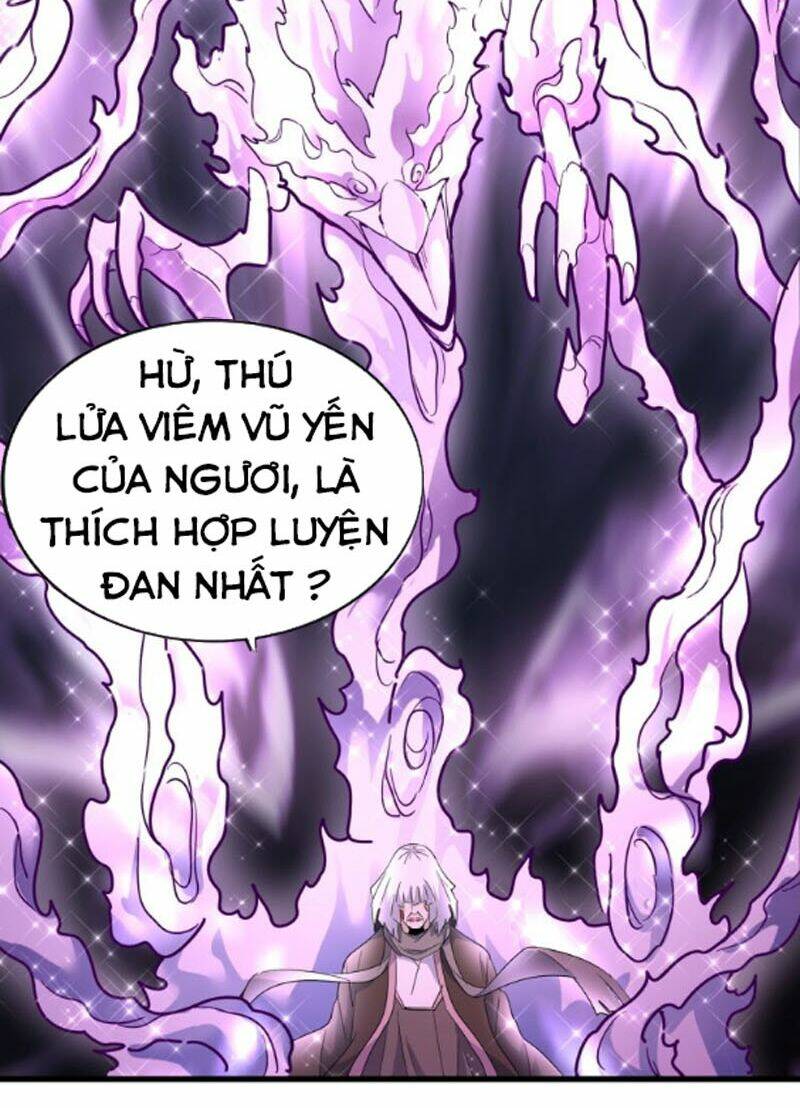 HỪ, THÚ
LỬA VIÊM VŨ YẾN
CỦA NGƯƠI, LÀ
THÍCH HỢP LUYỆN
ĐAN NHẤT ?